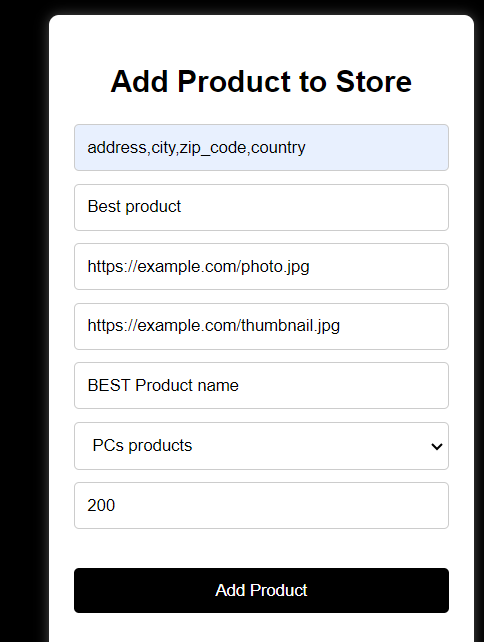 Add Product to Store
address,city,zip_code,country
Best product
https://example.com/photo.jpg
https://example.com/thumbnail.jpg
BEST Product name
PCs products
200
Add Product